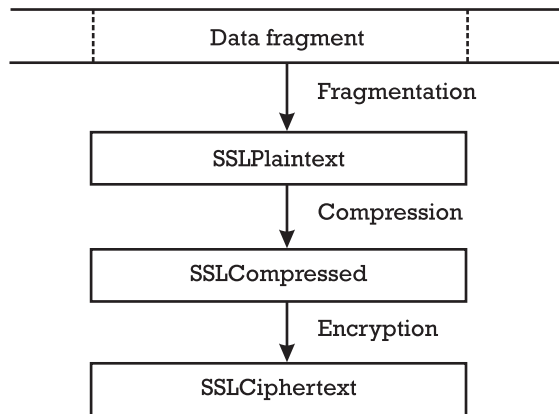 Data fragment
Fragmentation
SSLPlaintext
Compression
SSLCompressed
Encryption
SSLCiphertext